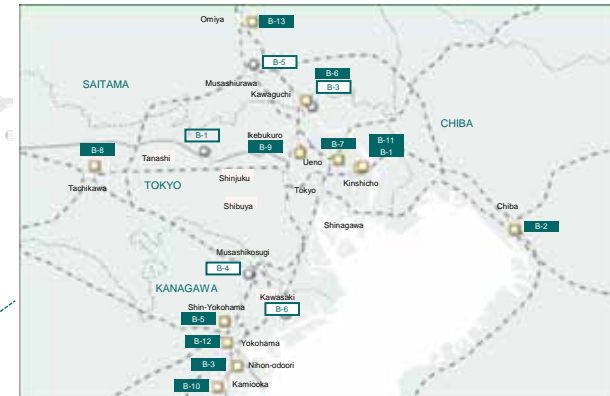 Omiya
B-13
B-5
Musashiurawa
B-6
B-3
SAITAMA
Kawaguchi
CHIBA
B-1
Ikebukuro
B-7
B-11
B-1
B-8
B-9
Tanashi
Ueno
Tachikawa
TOKYO
Shinjuku
Tokyo
Kinshicho
Shibuya
Chiba
Shinagawa
B-2
Musashikosugi
B-4
KANAGAWA
Kawasaki
Shin-Yokohama
B-6
B-5
B-12
Yokohama
B-3
Nihon-odoori
B-10
Kamiooka
€